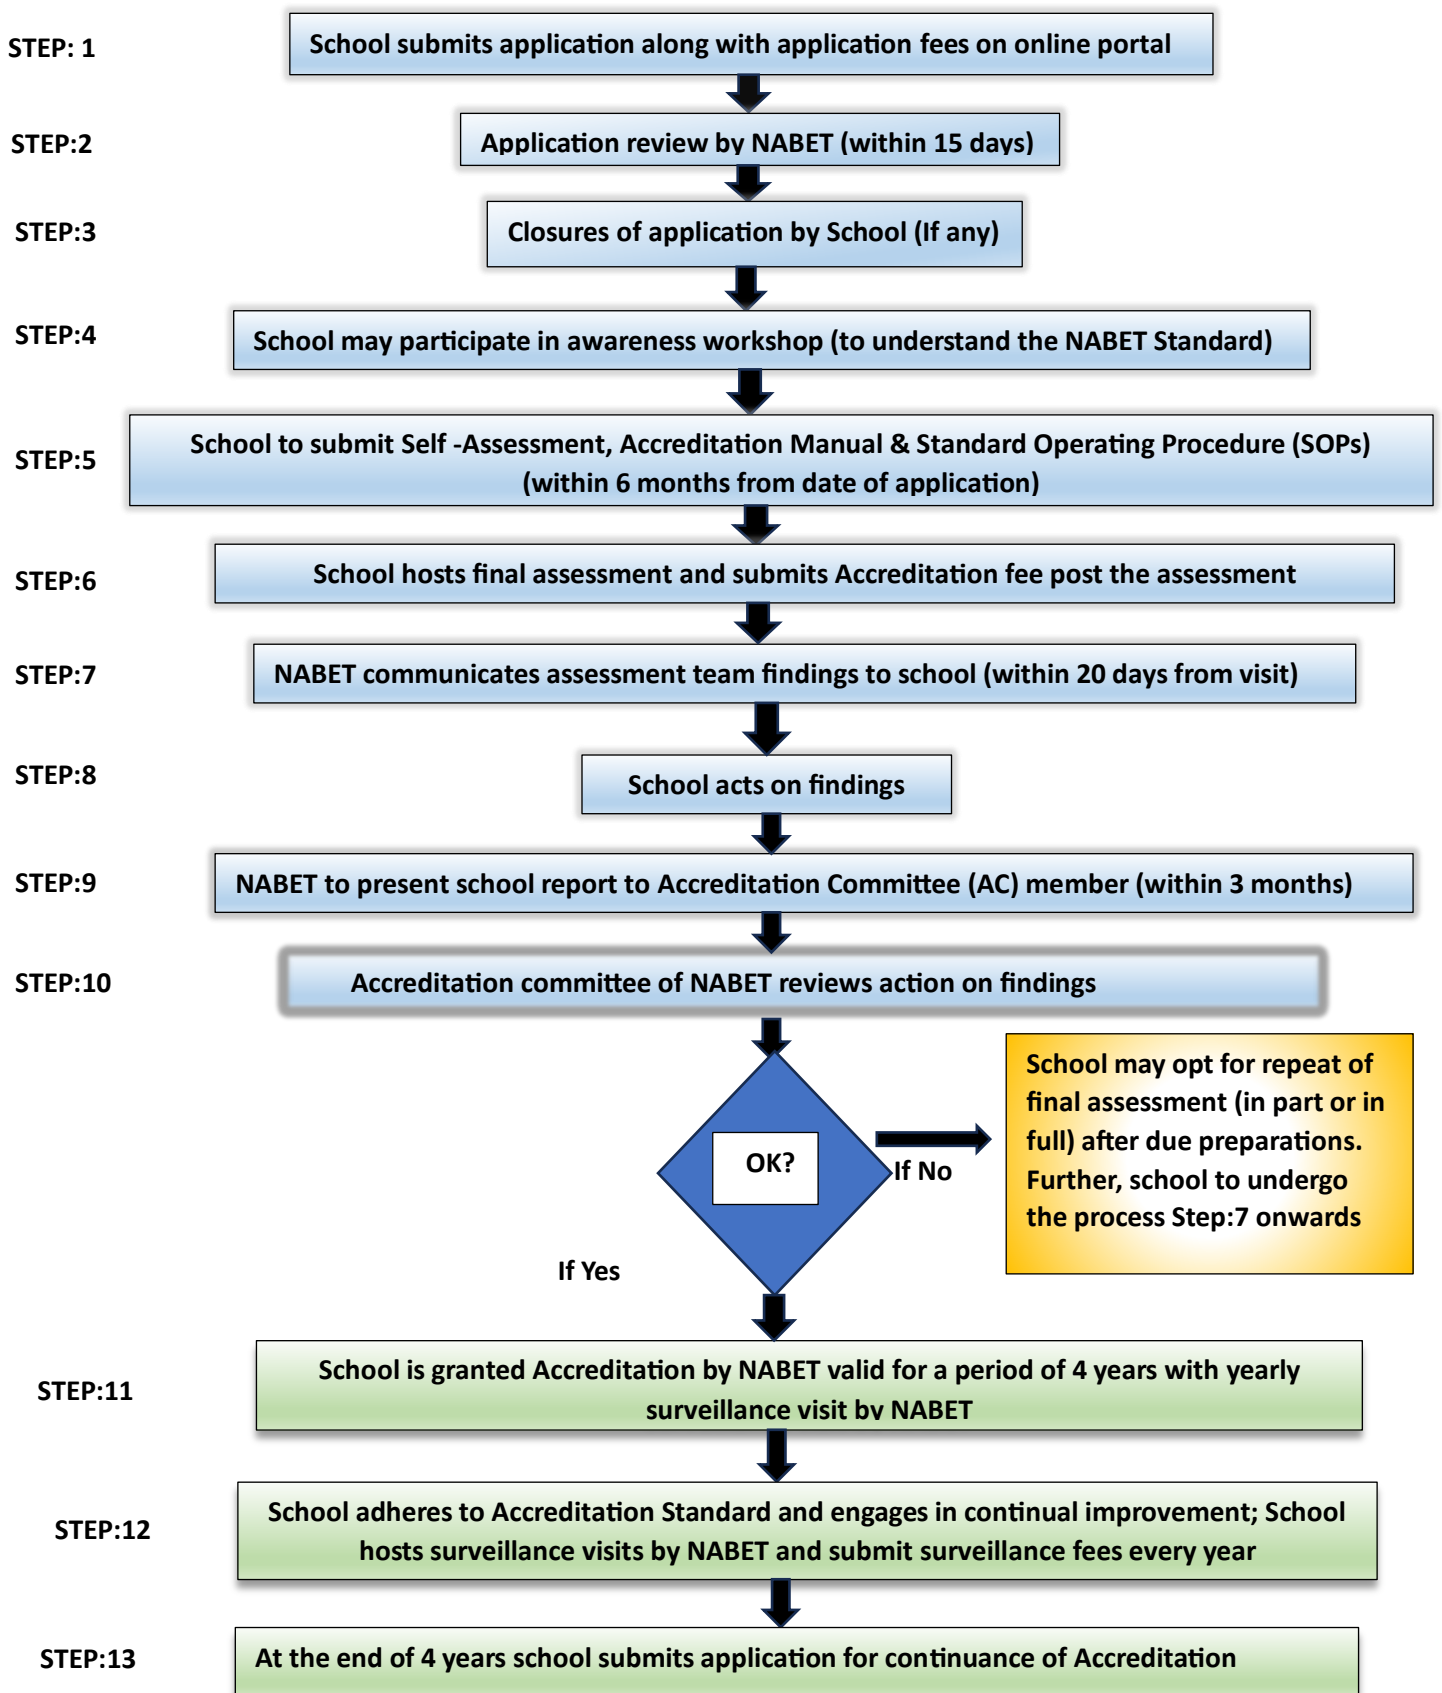 STEP: 1
School submits application along with application fees on online portal
STEP:2
Application review by NABET (within 15 days)
STEP:3
Closures of application by School (If any)
STEP:4
School may participate in awareness workshop (to understand the NABET Standard)
STEP:5
School to submit Self -Assessment, Accreditation Manual & Standard Operating Procedure (SOPs)
(within 6 months from date of application)
STEP:6
School hosts final assessment and submits Accreditation fee post the assessment
STEP:7
NABET communicates assessment team findings to school (within 20 days from visit)
STEP:8
School acts on findings
STEP:9
NABET to present school report to Accreditation Committee (AC) member (within 3 months)
STEP:10
Accreditation committee of NABET reviews action on findings
OK?
If No
School may opt for repeat of
final assessment (in part or in
full) after due preparations.
Further, school to undergo
the process Step:7 onwards
If Yes
STEP:11
School is granted Accreditation by NABET valid for a period of 4 years with yearly
surveillance visit by NABET
STEP:12
School adheres to Accreditation Standard and engages in continual improvement; School
hosts surveillance visits by NABET and submit surveillance fees every year
STEP:13
At the end of 4 years school submits application for continuance of Accreditation